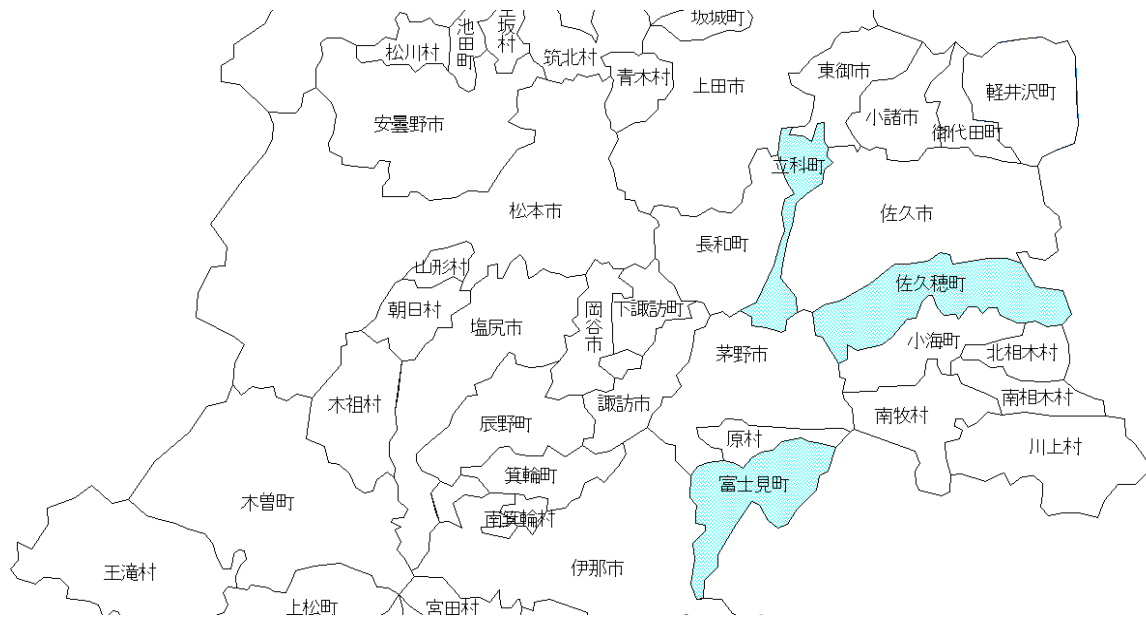 坂城町
池田町
松川村
筑北村
青木村
上田市
東御市
軽井沢町
小諸市
御代田町
安曇野市
立科町
松本市
佐久市
長和町
山形村
佐久穂町
朝日村
岡谷市
下諏訪町
塩尻市
小海町
北相木村
茅野市
南相木村
木祖村
諏訪市
南牧村
辰野町
原村
川上村
箕輪町
富士見町
木曽町
南箕輪村
伊那市
王滝村
上松町
宮田村